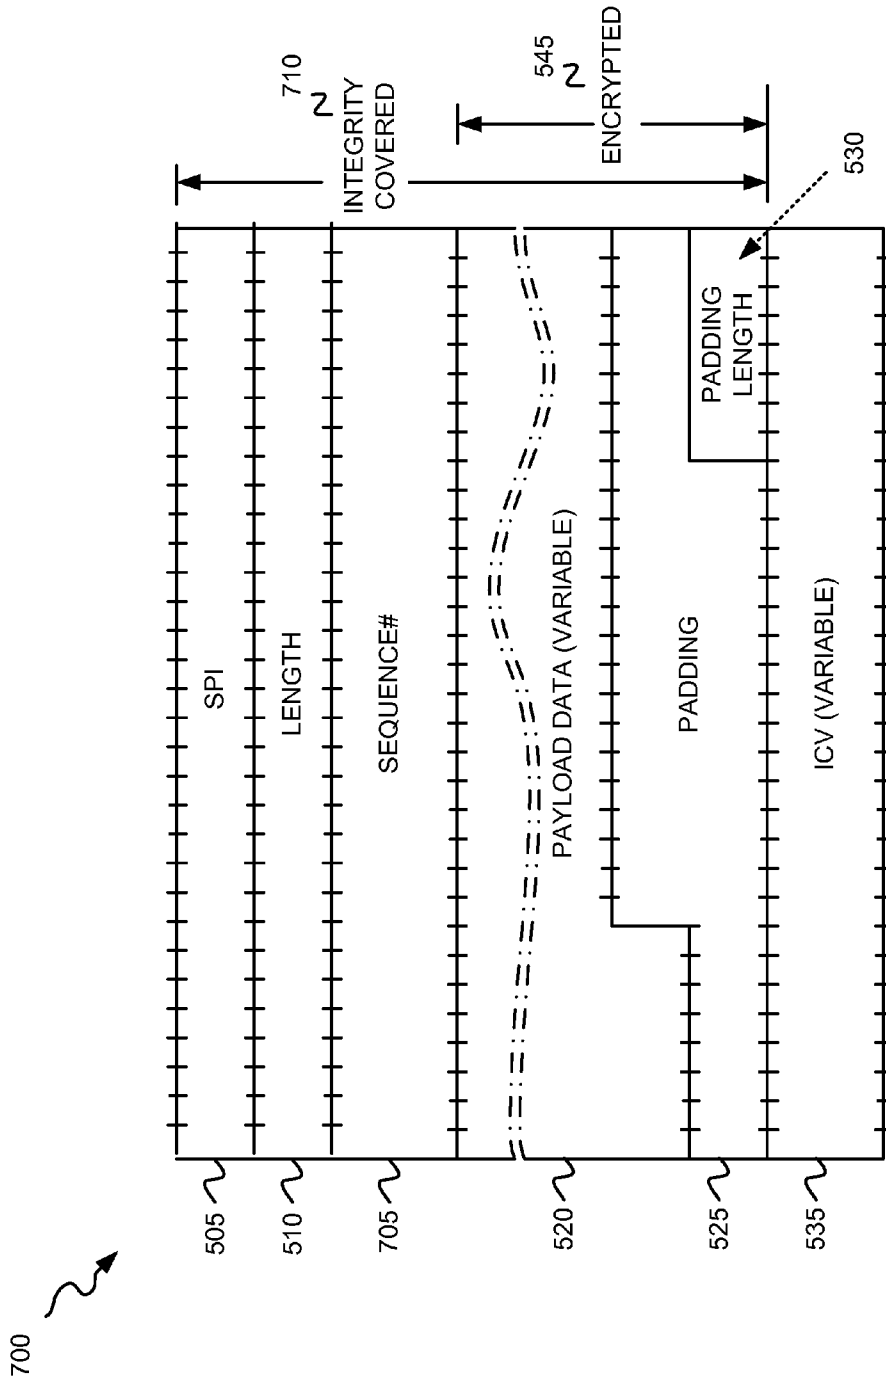 700
505
SPI
510
LENGTH
705
SEQUENCE#
520
PAYLOAD DATA (VARIABLE)
525
PADDING
PADDING
LENGTH
530
535
ICV (VARIABLE)
710
INTEGRITY
COVERED
545
ENCRYPTED